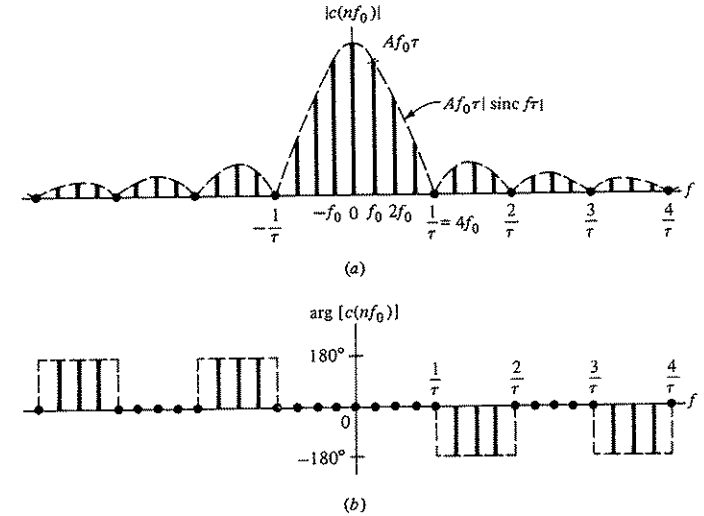 |c(nf₀)|
Af₀τ
Af₀τ| sinc fτ|
f
−1/τ −f₀ 0 f₀ 2f₀ 1/τ = 4f₀ 2/τ 3/τ 4/τ
(a)
arg [c(nf₀)]
180° 1/τ 2/τ 3/τ 4/τ
f
0
−180°
(b)